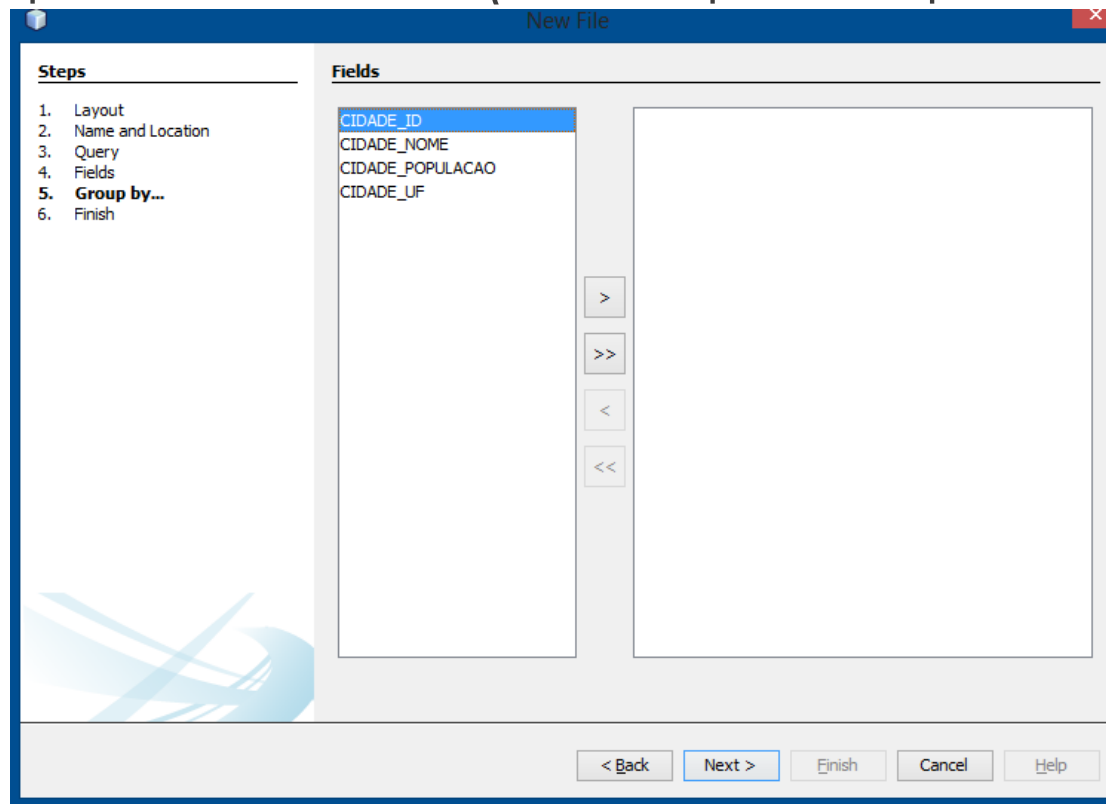 New File
Steps
1. Layout
2. Name and Location
3. Query
4. Fields
5. Group by...
6. Finish
Fields
CIDADE_ID
CIDADE_NOME
CIDADE_POPULACAO
CIDADE_UF
>
>>
<
<<
< Back
Next >
Finish
Cancel
Help